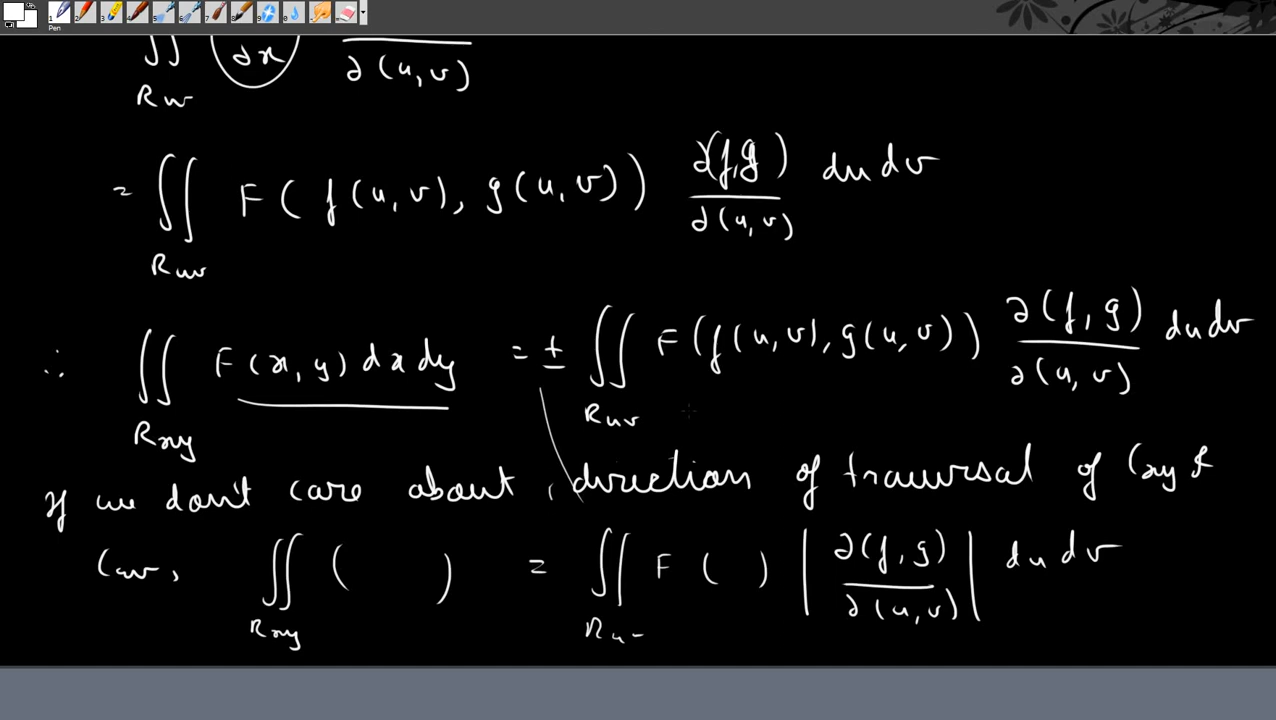 Pen
∬ ∂x ∂(u,v)
Ruv
= ∬ F( f(u,v), g(u,v)) ∂(f,g) du dv
Ruv ∂(u,v)
∴ ∬ F(x,y) dx dy = ± ∬ F(f(u,v), g(u,v)) ∂(f,g) du dv
Rxy Ruv ∂(u,v)
If we don't care about direction of traversal of Cxy &
Cuv, ∬ ( ) = ∬ F ( ) | ∂(f,g) | du dv
Rxy Ruv ∂(u,v)